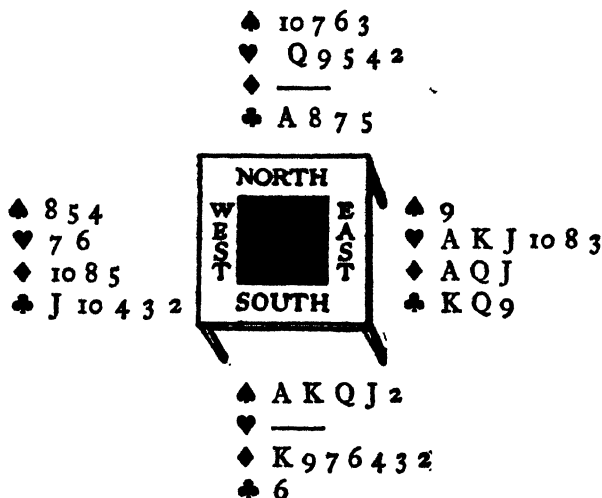 ♠ 10 7 6 3
♥ Q 9 5 4 2
♦ —
♣ A 8 7 5
NORTH
WEST
EAST
SOUTH
♠ 8 5 4
♥ 7 6
♦ 10 8 5
♣ J 10 4 3 2
♠ 9
♥ A K J 10 8 3
♦ A Q J
♣ K Q 9
♠ A K Q J 2
♥ —
♦ K 9 7 6 4 3 2
♣ 6